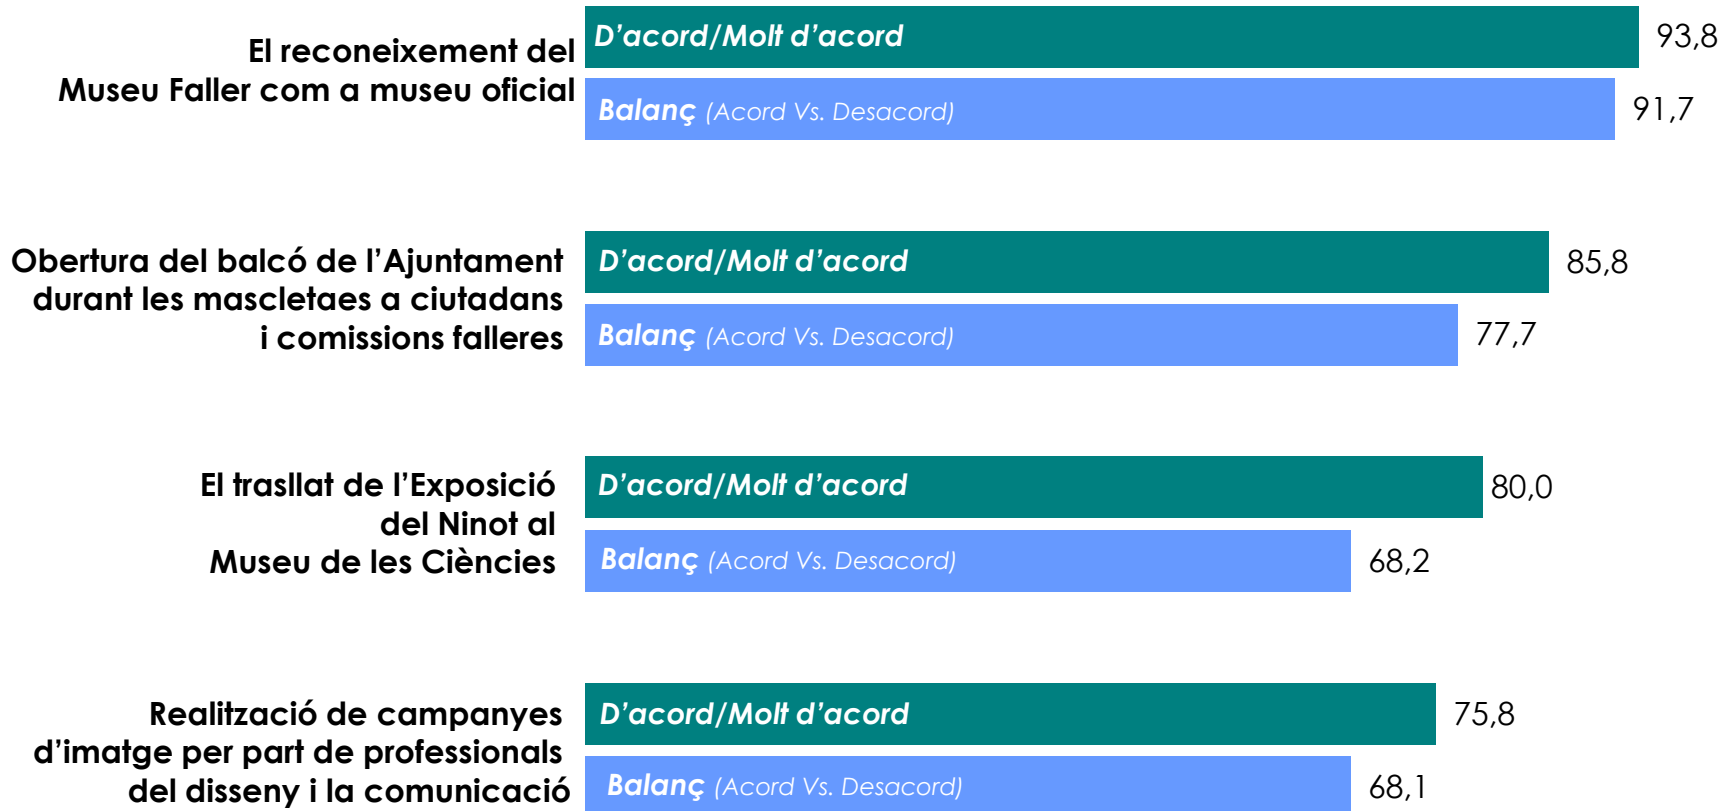 El reconeixement del
Museu Faller com a museu oficial
D'acord/Molt d'acord
93,8
Balanç (Acord Vs. Desacord)
91,7
Obertura del balcó de l'Ajuntament
durant les mascletaes a ciutadans
i comissions falleres
D'acord/Molt d'acord
85,8
Balanç (Acord Vs. Desacord)
77,7
El trasllat de l'Exposició
del Ninot al
Museu de les Ciències
D'acord/Molt d'acord
80,0
Balanç (Acord Vs. Desacord)
68,2
Realització de campanyes
d'imatge per part de professionals
del disseny i la comunicació
D'acord/Molt d'acord
75,8
Balanç (Acord Vs. Desacord)
68,1